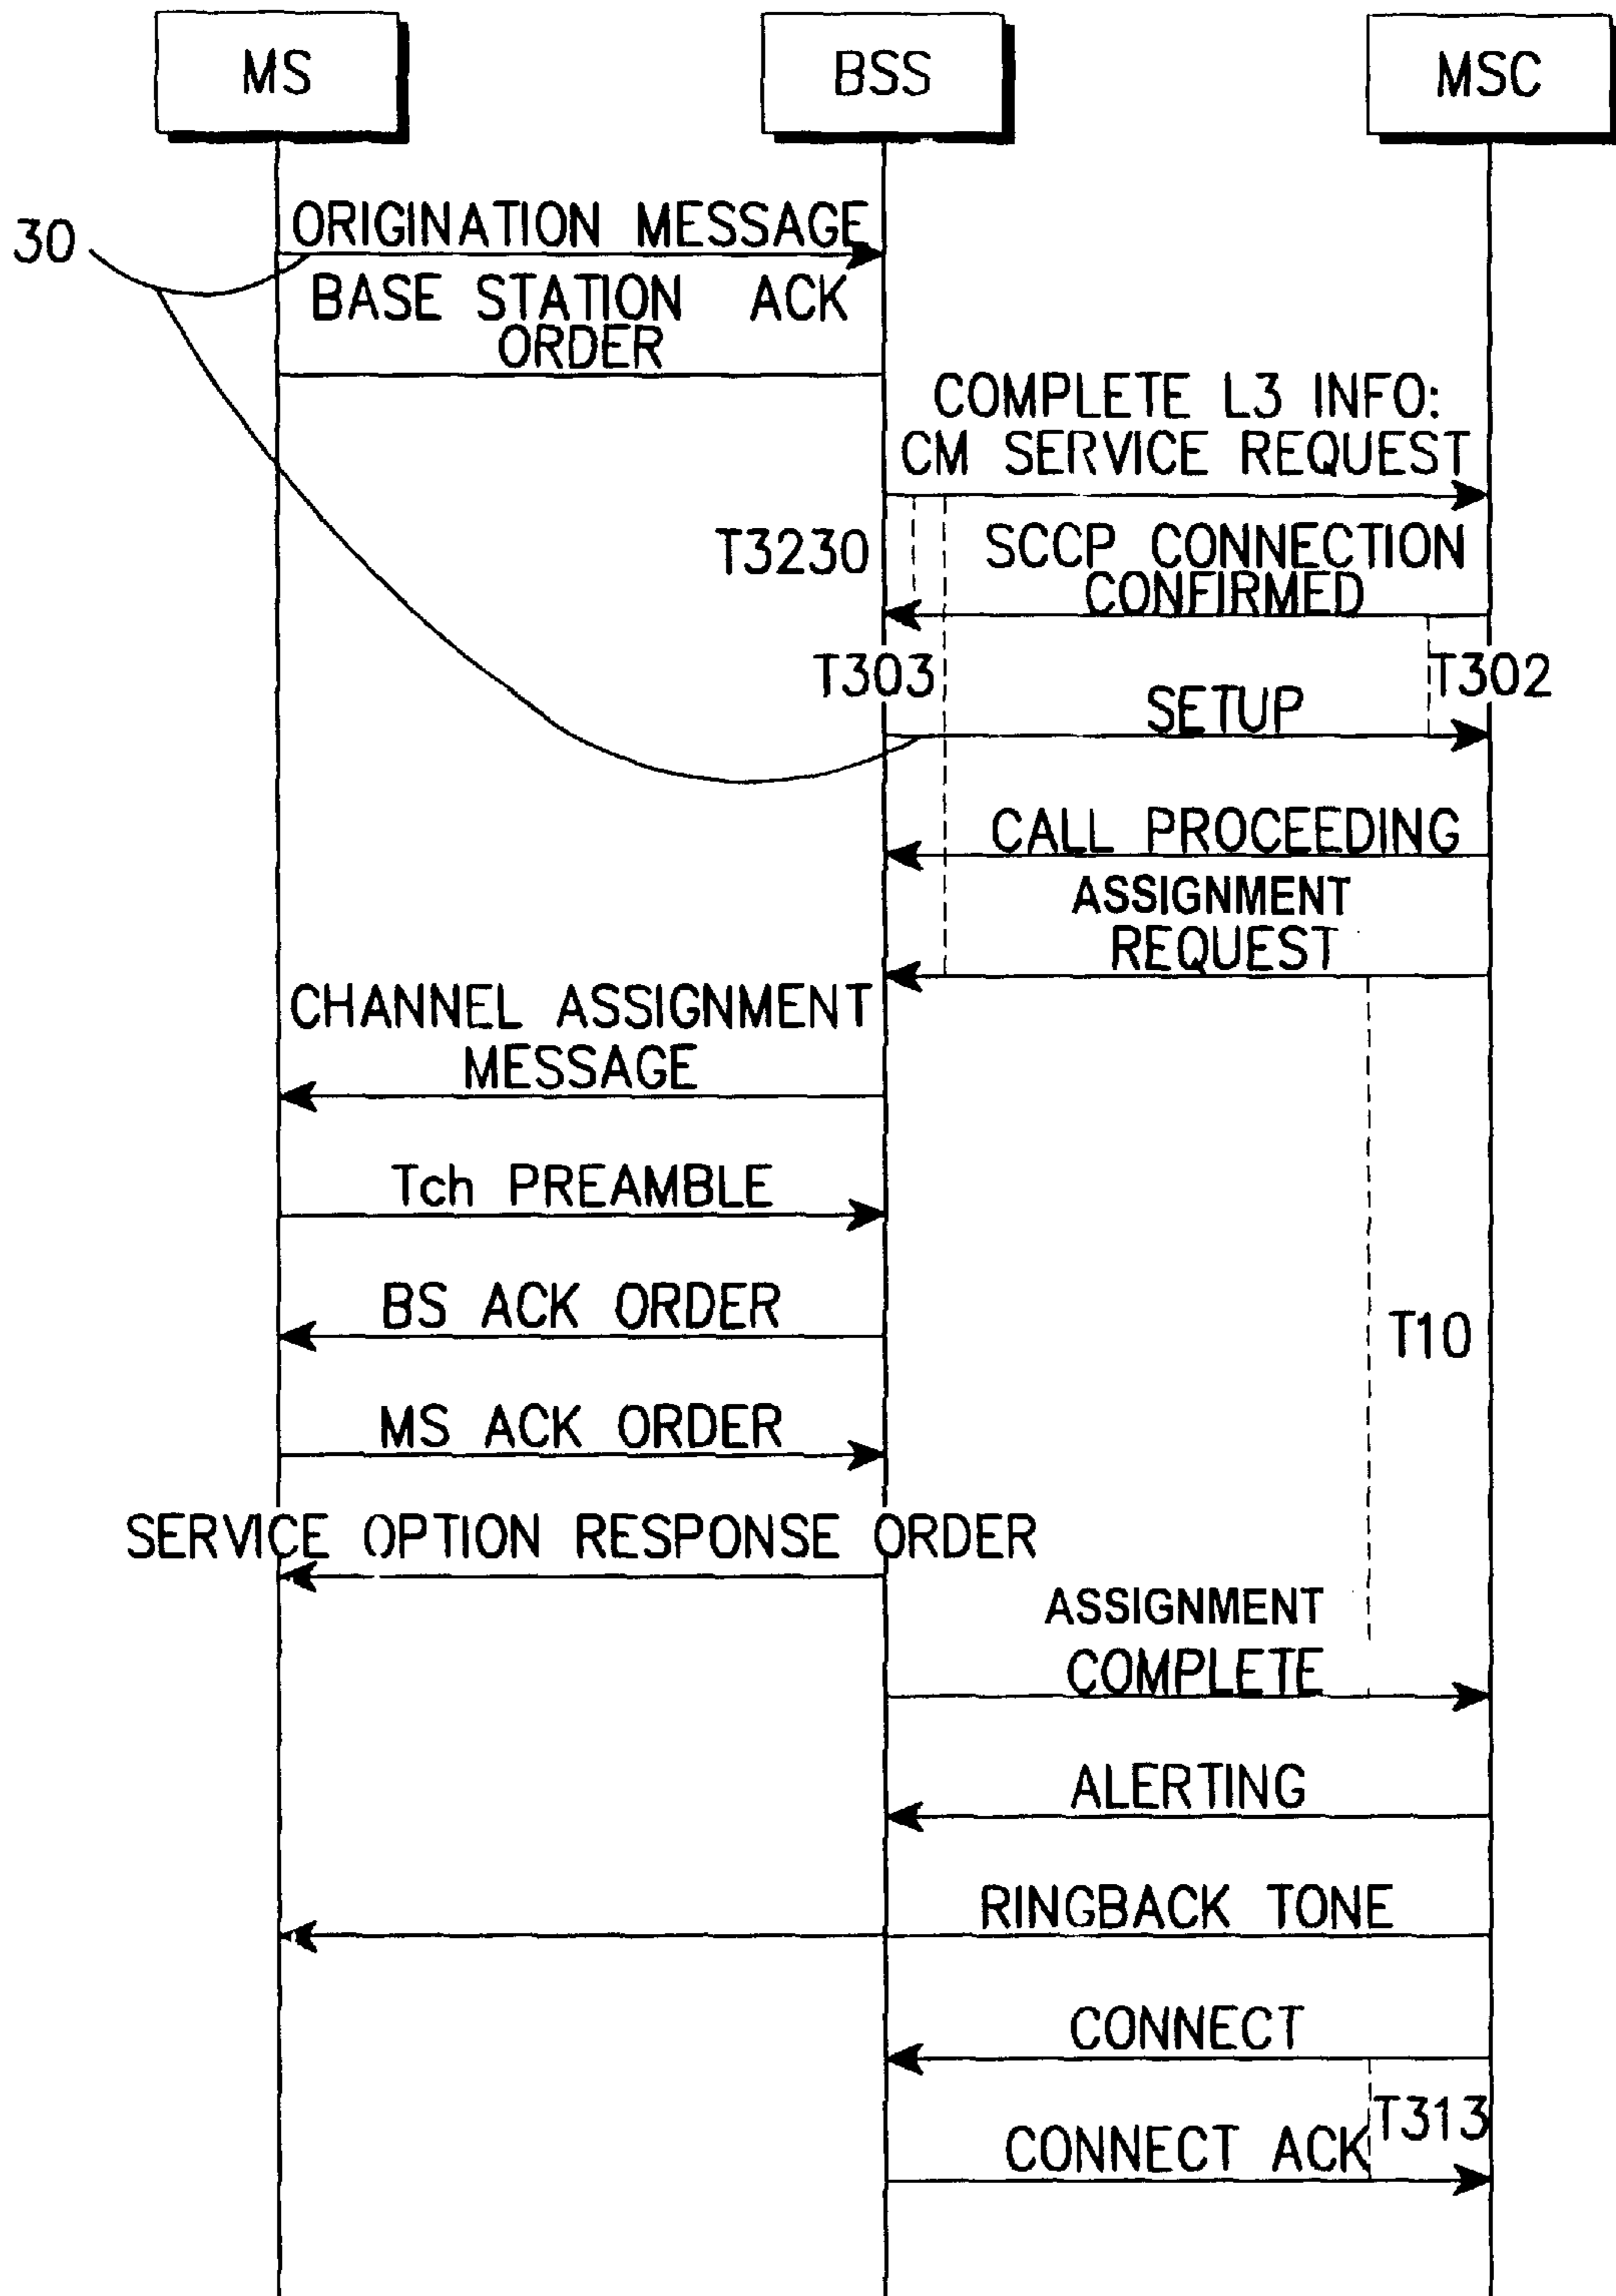 MS
BSS
MSC
30
ORIGINATION MESSAGE
BASE STATION ACK
ORDER
COMPLETE L3 INFO:
CM SERVICE REQUEST
T3230
SCCP CONNECTION
CONFIRMED
T303
T302
SETUP
CALL PROCEEDING
ASSIGNMENT
REQUEST
CHANNEL ASSIGNMENT
MESSAGE
Tch PREAMBLE
BS ACK ORDER
T10
MS ACK ORDER
SERVICE OPTION RESPONSE ORDER
ASSIGNMENT
COMPLETE
ALERTING
RINGBACK TONE
CONNECT
T313
CONNECT ACK